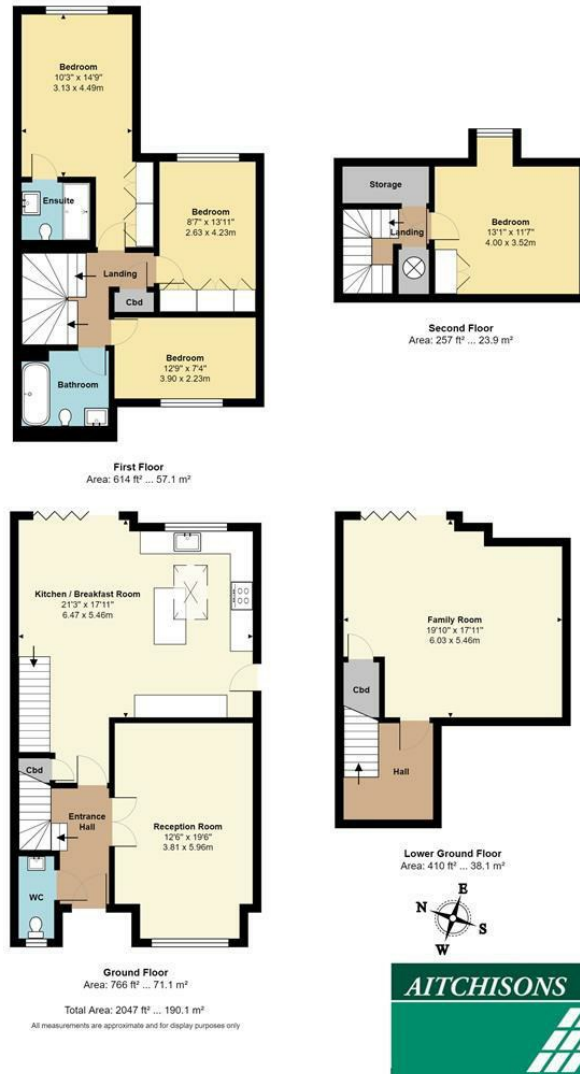 Bedroom
10'3" x 14'9"
3.13 x 4.49m
Ensuite
Bedroom
8'7" x 13'11"
2.63 x 4.23m
Landing
Cbd
Bedroom
12'9" x 7'4"
3.90 x 2.23m
Bathroom
First Floor
Area: 614 ft² ... 57.1 m²
Storage
Landing
Bedroom
13'1" x 11'7"
4.00 x 3.52m
Second Floor
Area: 257 ft² ... 23.9 m²
Kitchen / Breakfast Room
21'3" x 17'11"
6.47 x 5.46m
Cbd
Entrance
Hall
Reception Room
12'6" x 19'6"
3.81 x 5.96m
WC
Ground Floor
Area: 766 ft² ... 71.1 m²
Total Area: 2047 ft² ... 190.1 m²
All measurements are approximate and for display purposes only
Family Room
19'10" x 17'11"
6.03 x 5.46m
Cbd
Hall
Lower Ground Floor
Area: 410 ft² ... 38.1 m²
E
N
S
W
AITCHISONS